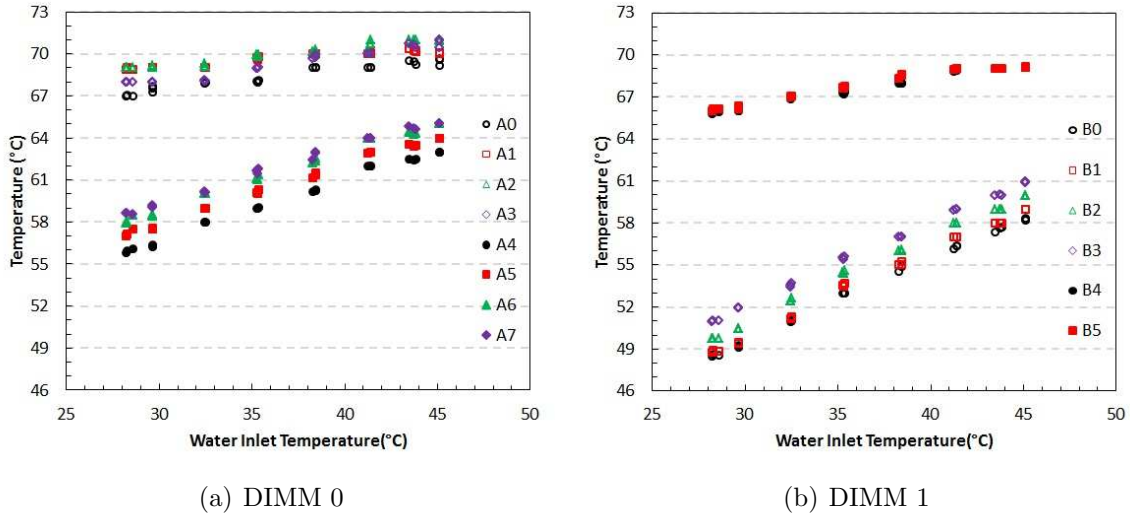 73
70
67
64
61
58
55
52
49
46
Temperature (°C)
25 30 35 40 45 50
Water Inlet Temperature(°C)
A0
A1
A2
A3
A4
A5
A6
A7
(a) DIMM 0
73
70
67
64
61
58
55
52
49
46
Temperature (°C)
25 30 35 40 45 50
Water Inlet Temperature(°C)
B0
B1
B2
B3
B4
B5
(b) DIMM 1